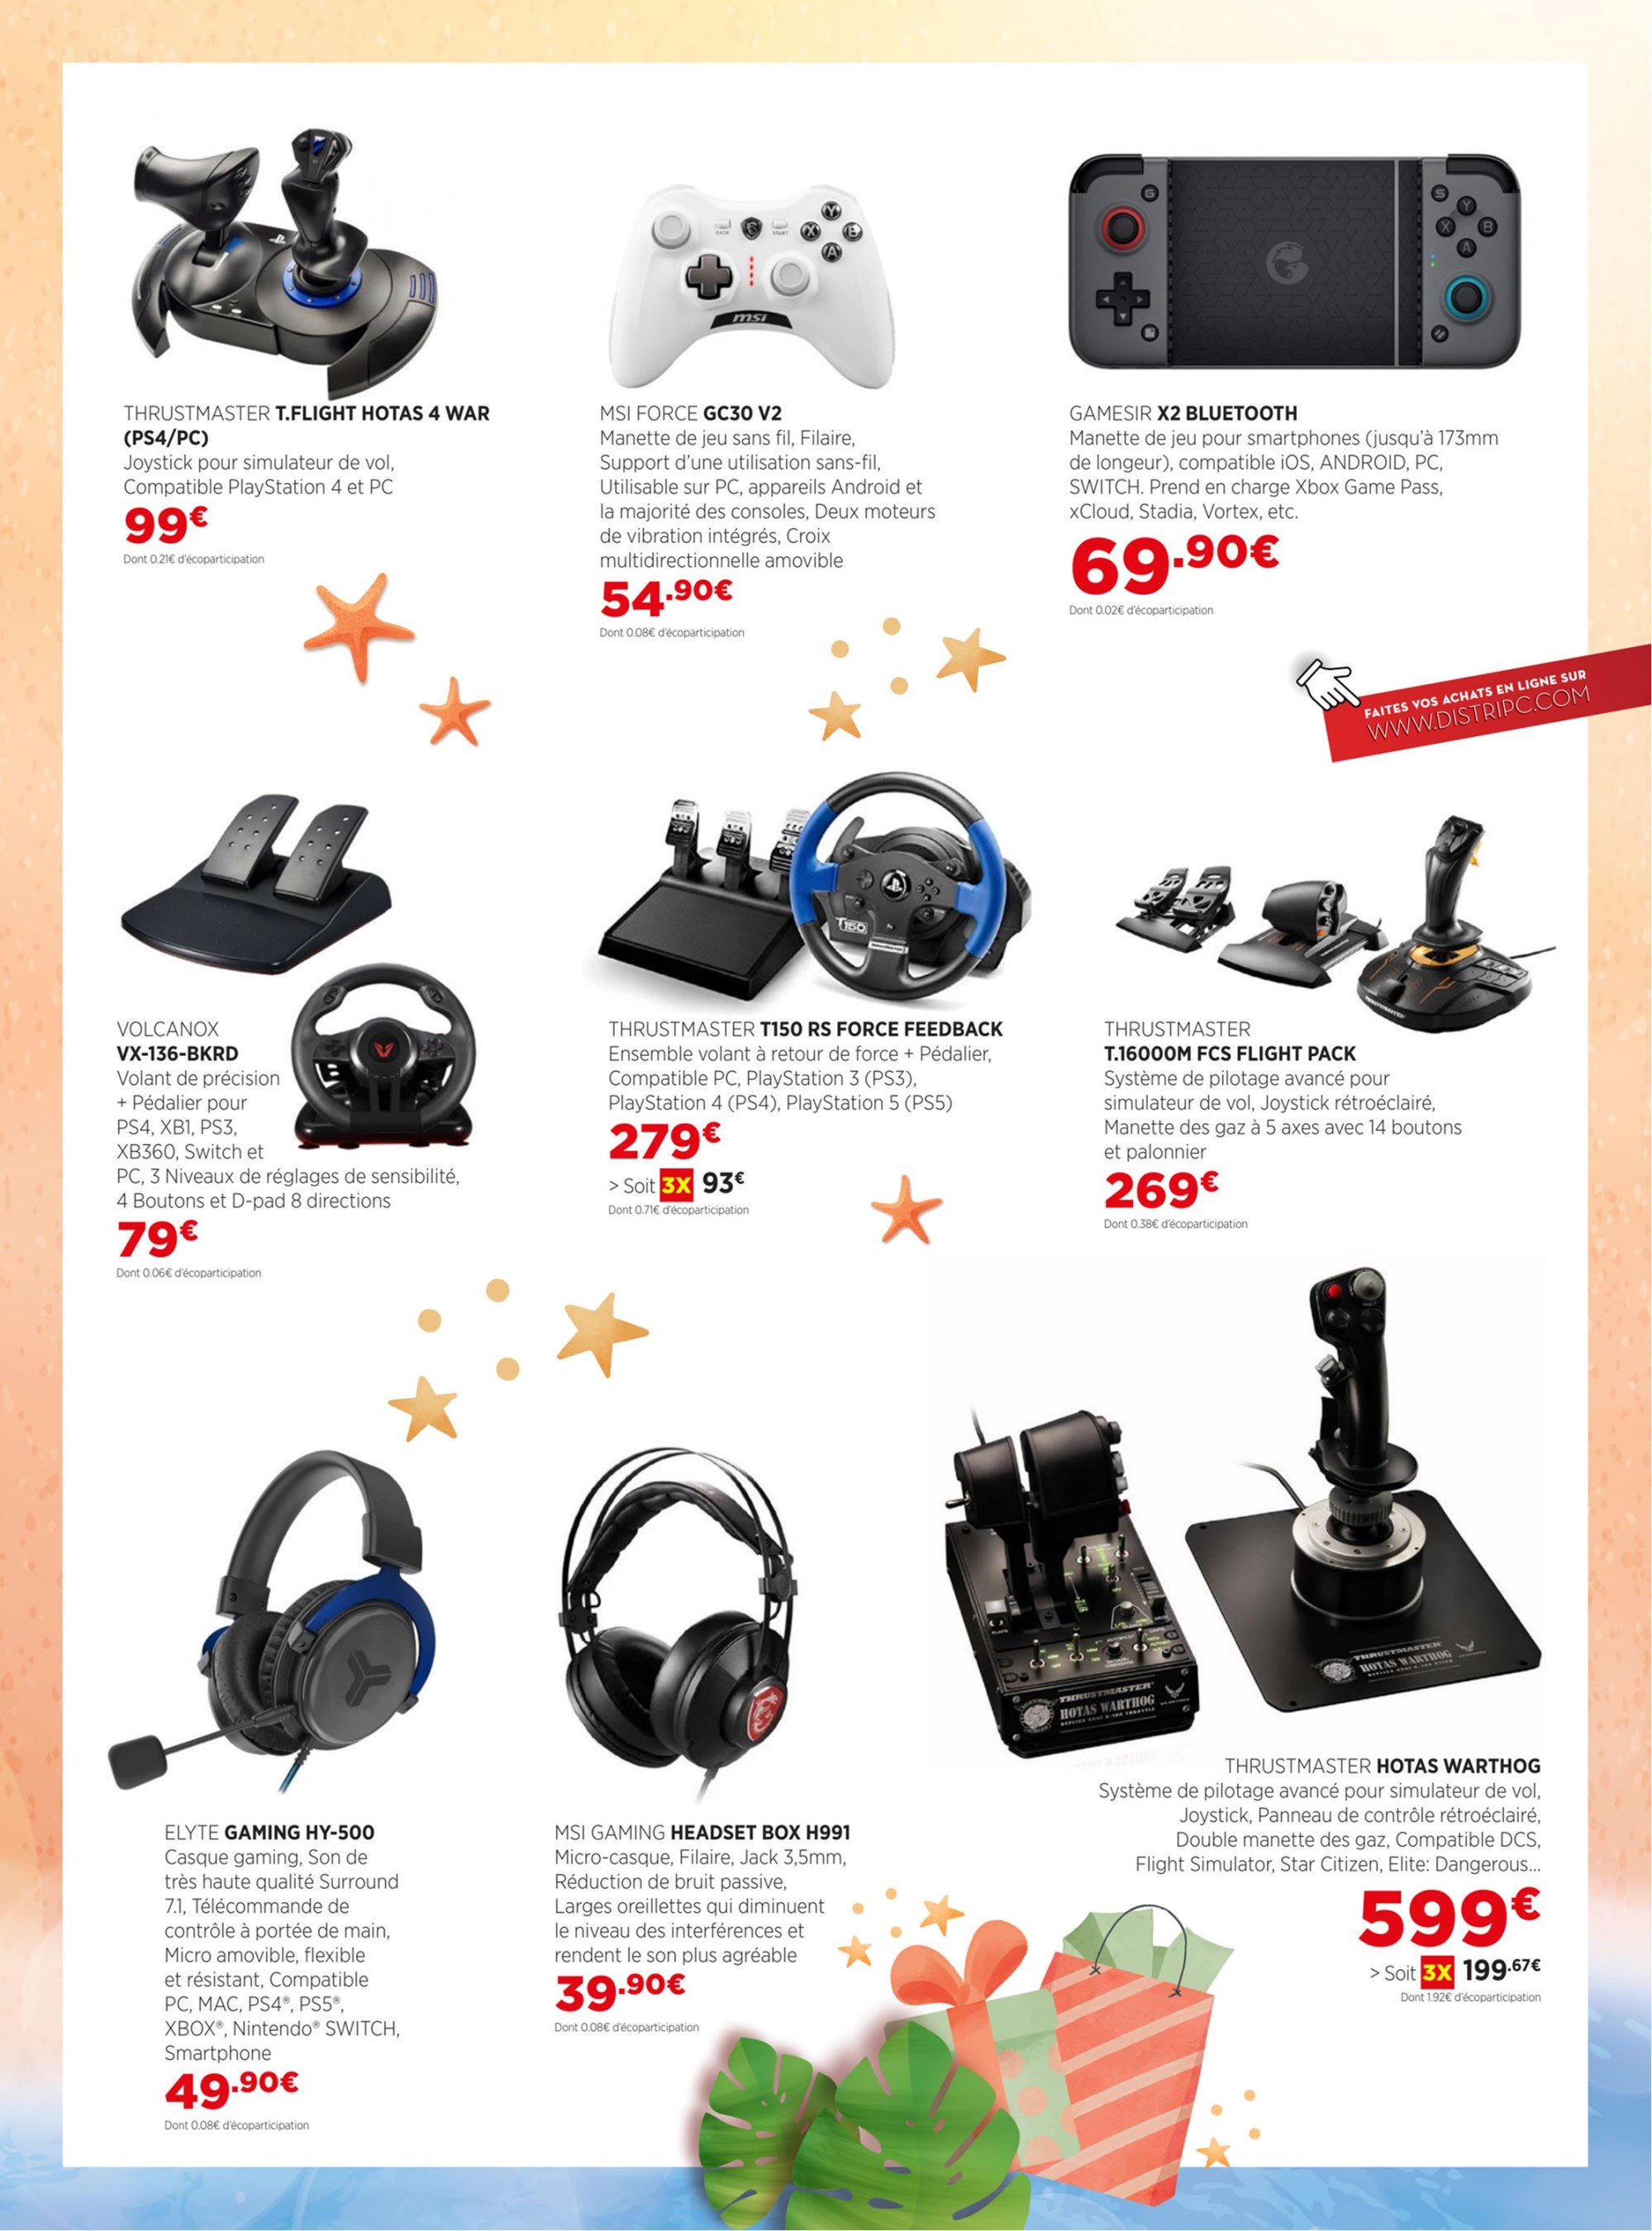 THRUSTMASTER T.FLIGHT HOTAS 4 WAR
(PS4/PC)
Joystick pour simulateur de vol,
Compatible PlayStation 4 et PC
99€
Dont 0.21€ d'écoparticipation
msi
MSI FORCE GC30 V2
Manette de jeu sans fil, Filaire,
Support d'une utilisation sans-fil,
Utilisable sur PC, appareils Android et
la majorité des consoles, Deux moteurs
de vibration intégrés, Croix
multidirectionnelle amovible
54.90€
Dont 0.08€ d'écoparticipation
GAMESIR X2 BLUETOOTH
Manette de jeu pour smartphones (jusqu'à 173mm
de longeur), compatible iOS, ANDROID, PC,
SWITCH. Prend en charge Xbox Game Pass,
xCloud, Stadia, Vortex, etc.
69.90€
Dont 0.02€ d'écoparticipation
FAITES VOS ACHATS EN LIGNE SUR
WWW.DISTRIPC.COM
VOLCANOX
VX-136-BKRD
Volant de précision
+ Pédalier pour
PS4, XB1, PS3,
XB360, Switch et
PC, 3 Niveaux de réglages de sensibilité,
4 Boutons et D-pad 8 directions
79€
Dont 0.06€ d'écoparticipation
T150
THRUSTMASTER T150 RS FORCE FEEDBACK
Ensemble volant à retour de force + Pédalier,
Compatible PC, PlayStation 3 (PS3),
PlayStation 4 (PS4), PlayStation 5 (PS5)
279€
> Soit 3X 93€
Dont 0.71€ d'écoparticipation
THRUSTMASTER
T.16000M FCS FLIGHT PACK
Système de pilotage avancé pour
simulateur de vol, Joystick rétroéclairé,
Manette des gaz à 5 axes avec 14 boutons
et palonnier
269€
Dont 0.38€ d'écoparticipation
ELYTE GAMING HY-500
Casque gaming, Son de
très haute qualité Surround
7.1, Télécommande de
contrôle à portée de main,
Micro amovible, flexible
et résistant, Compatible
PC, MAC, PS4®, PS5®,
XBOX®, Nintendo® SWITCH,
Smartphone
49.90€
Dont 0.08€ d'écoparticipation
MSI GAMING HEADSET BOX H991
Micro-casque, Filaire, Jack 3,5mm,
Réduction de bruit passive,
Larges oreillettes qui diminuent
le niveau des interférences et
rendent le son plus agréable
39.90€
Dont 0.08€ d'écoparticipation
THRUSTMASTER
HOTAS WARTHOG
THRUSTMASTER
HOTAS WARTHOG
THRUSTMASTER HOTAS WARTHOG
Système de pilotage avancé pour simulateur de vol,
Joystick, Panneau de contrôle rétroéclairé,
Double manette des gaz, Compatible DCS,
Flight Simulator, Star Citizen, Elite: Dangerous...
599€
> Soit 3X 199.67€
Dont 1.92€ d'écoparticipation